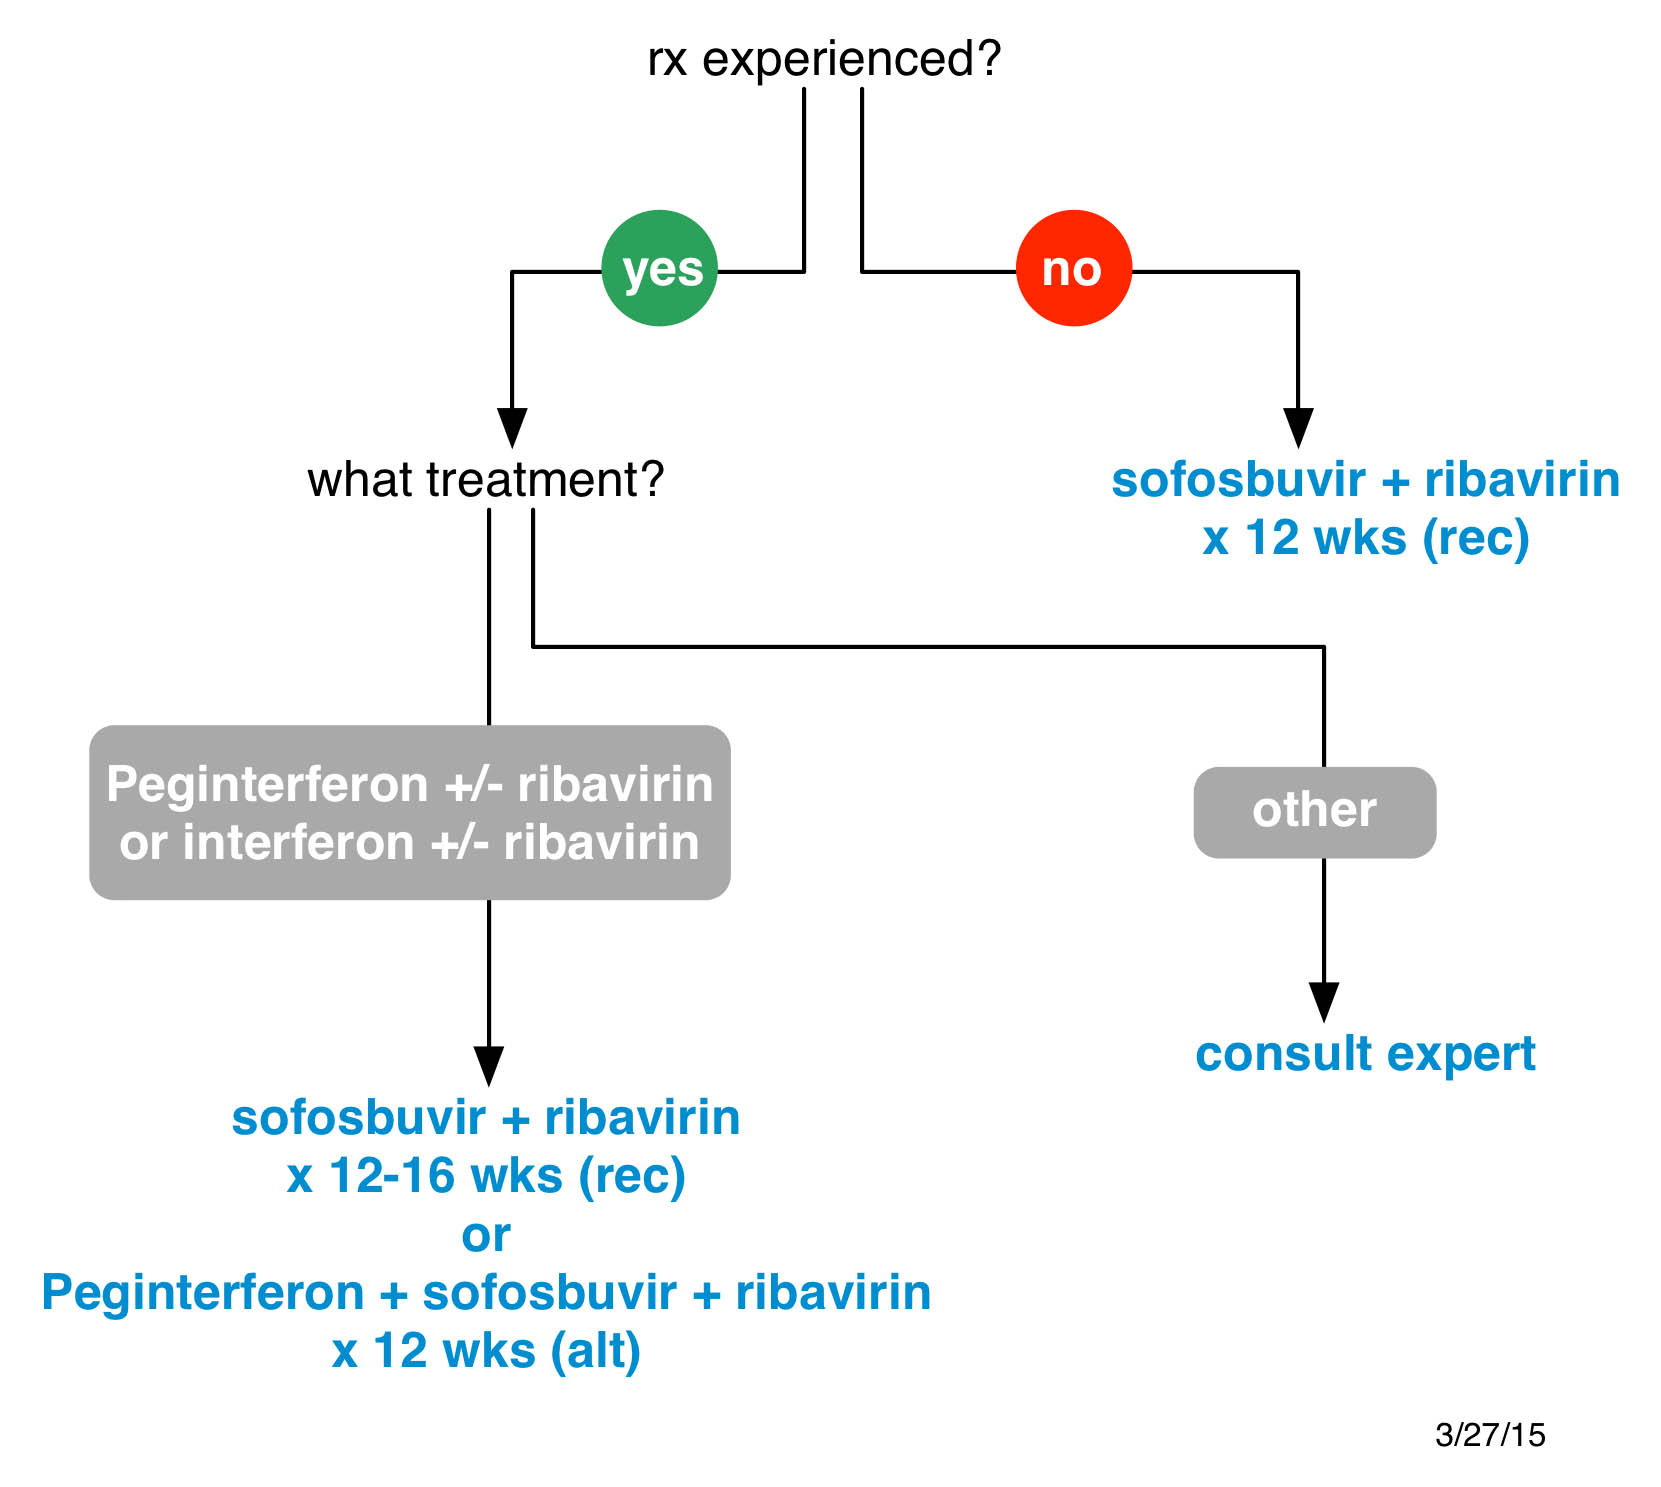 rx experienced?
yes
no
what treatment?
sofosbuvir + ribavirin
x 12 wks (rec)
Peginterferon +/- ribavirin
or interferon +/- ribavirin
other
consult expert
sofosbuvir + ribavirin
x 12-16 wks (rec)
or
Peginterferon + sofosbuvir + ribavirin
x 12 wks (alt)
3/27/15